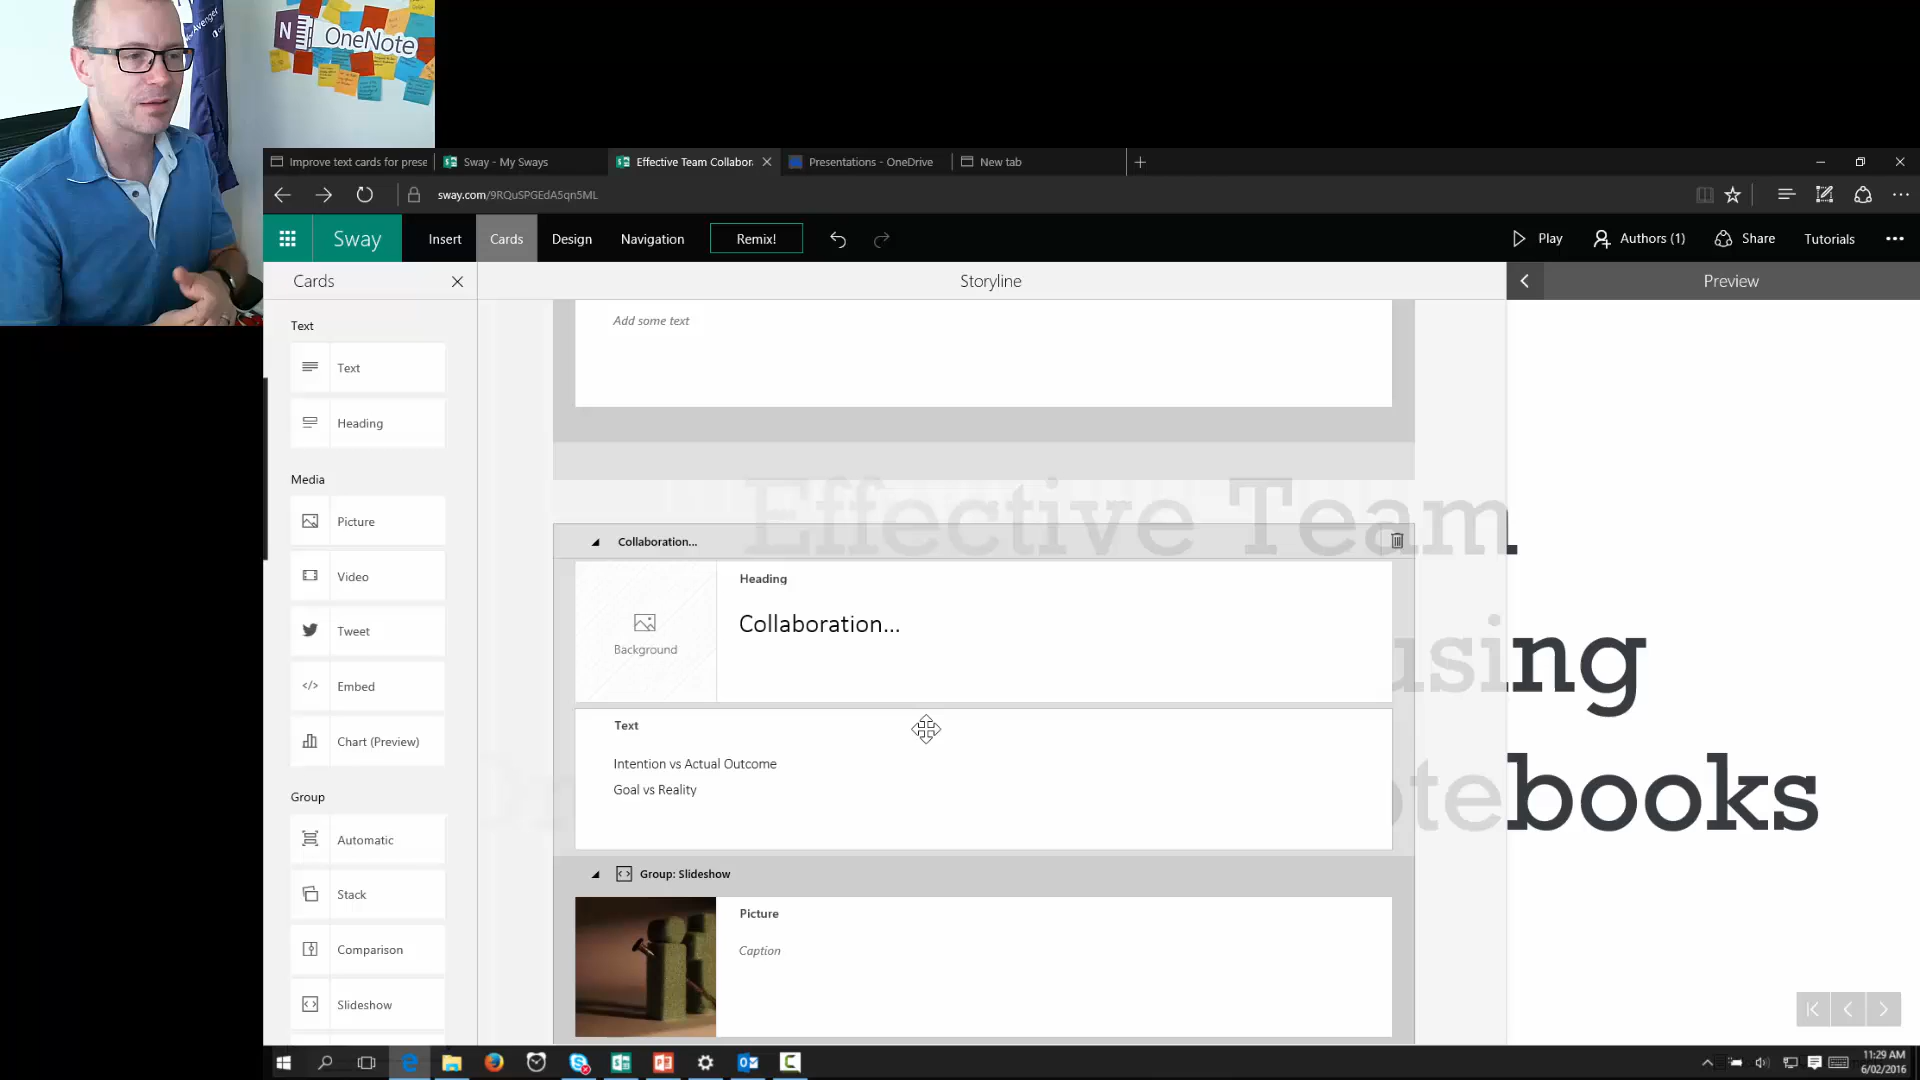 Avenger
N OneNote
Improve text cards for prese
Sway - My Sways
Effective Team Collabor
Presentations - OneDrive
New tab
sway.com/9RQuSPGEdA5qn5ML
Sway
Insert
Cards
Design
Navigation
Remix!
Play
Authors (1)
Share
Tutorials
Cards
Storyline
Preview
Text
Text
Heading
Media
Picture
Video
Tweet
Embed
Chart (Preview)
Group
Automatic
Stack
Comparison
Slideshow
Add some text
Effective Team
Collaboration...
Heading
Collaboration...
Background
using
Text
Intention vs Actual Outcome
Goal vs Reality
tebooks
Group: Slideshow
Picture
Caption
11:29 AM
6/02/2016